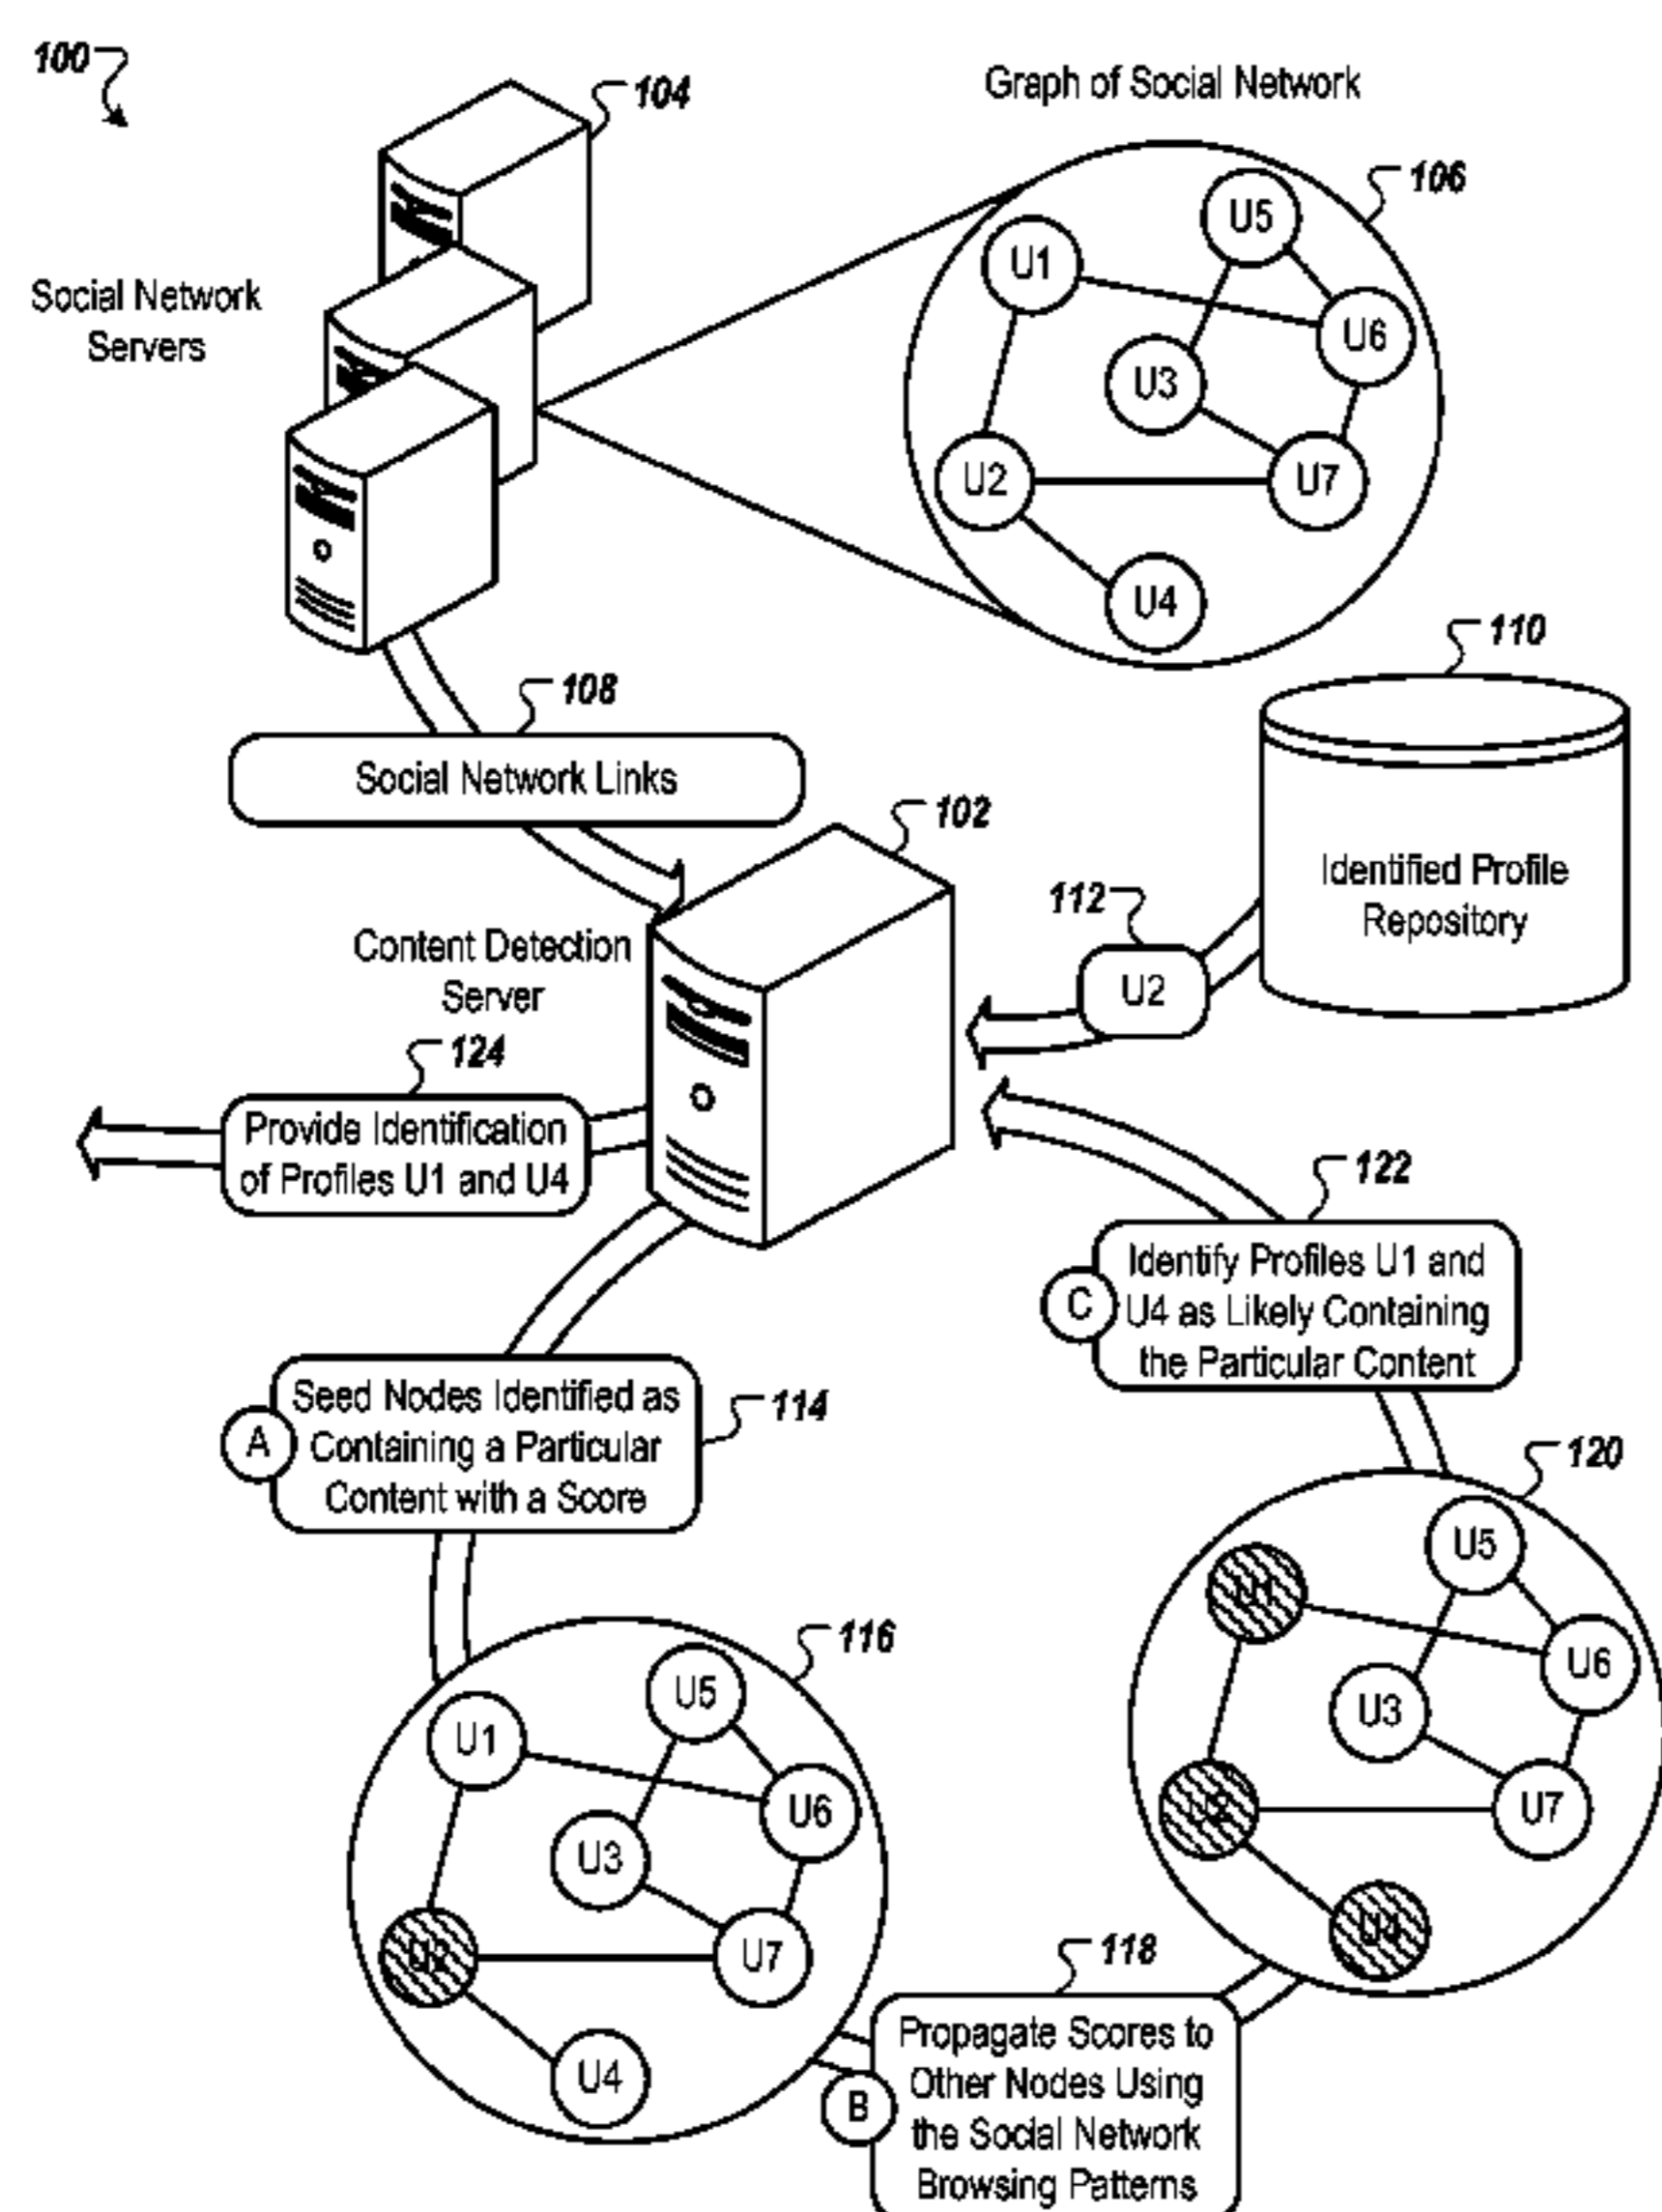 100
104
Graph of Social Network
106
U5
U1
Social Network
Servers
U6
U3
U2
U7
U4
110
108
Social Network Links
102
Identified Profile
Repository
112
U2
Content Detection
Server
124
Provide Identification
of Profiles U1 and U4
122
Identify Profiles U1 and
C
U4 as Likely Containing
the Particular Content
Seed Nodes Identified as
114
A
Containing a Particular
Content with a Score
120
U5
U1
U6
U3
U2
U7
U4
116
U5
U1
U6
U3
U2
U7
U4
118
Propagate Scores to
Other Nodes Using
B
the Social Network
Browsing Patterns